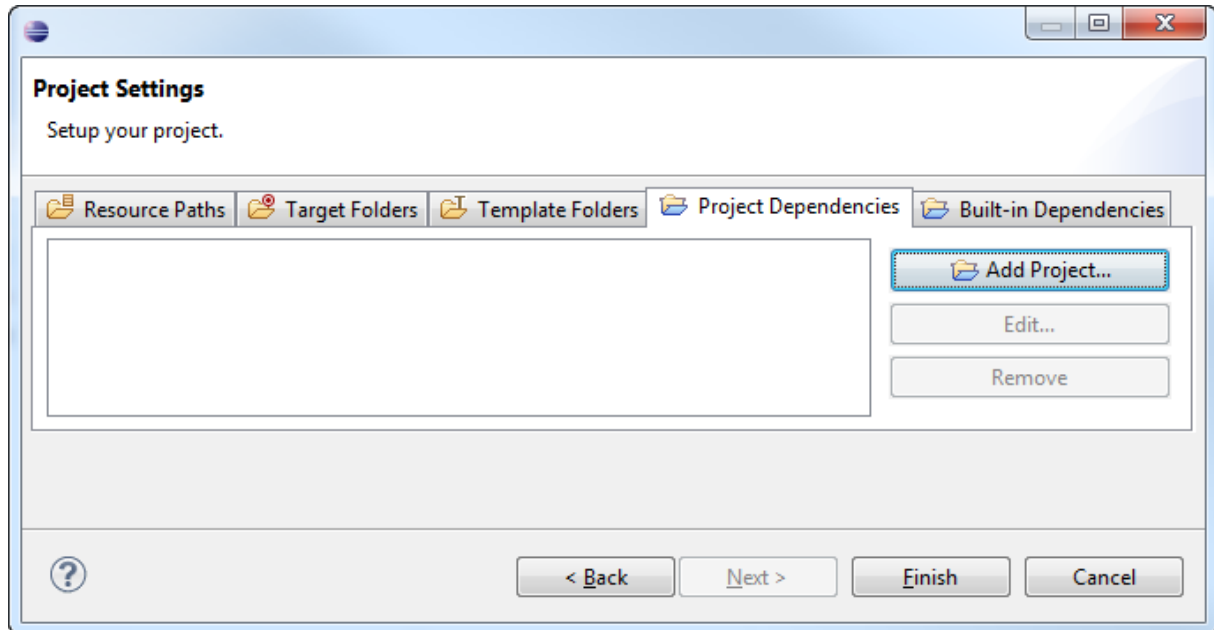 Project Settings
Setup your project.
Resource Paths Target Folders Template Folders Project Dependencies Built-in Dependencies
Add Project...
Edit...
Remove
? < Back Next > Finish Cancel